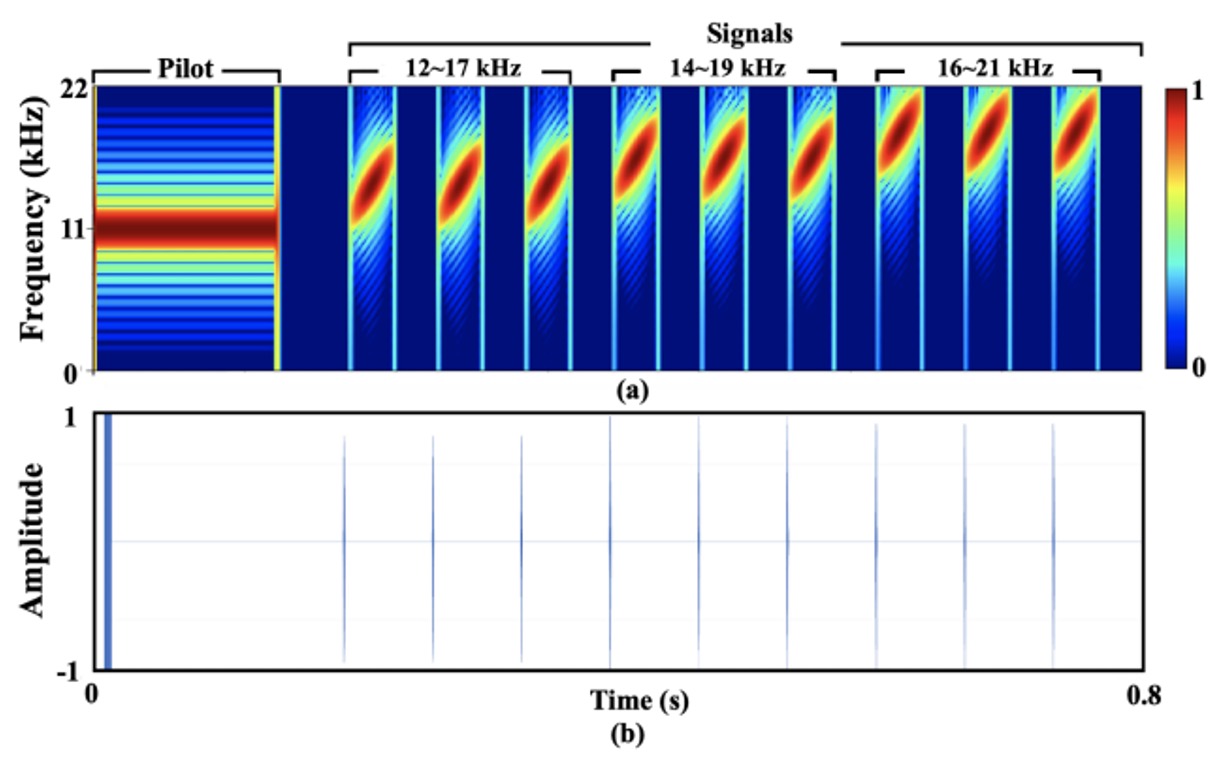 Signals
Pilot
12~17 kHz
14~19 kHz
16~21 kHz
Frequency (kHz)
22
11
0
1
0
(a)
Amplitude
1
-1
0
Time (s)
0.8
(b)